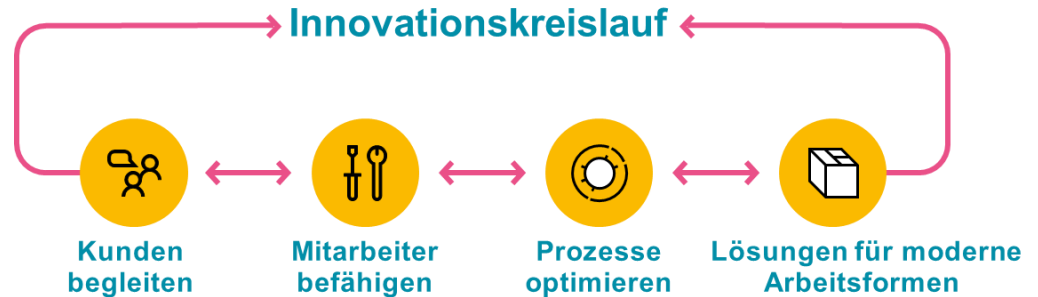 Innovationskreislauf
Kunden
begleiten
Mitarbeiter
befähigen
Prozesse
optimieren
Lösungen für moderne
Arbeitsformen